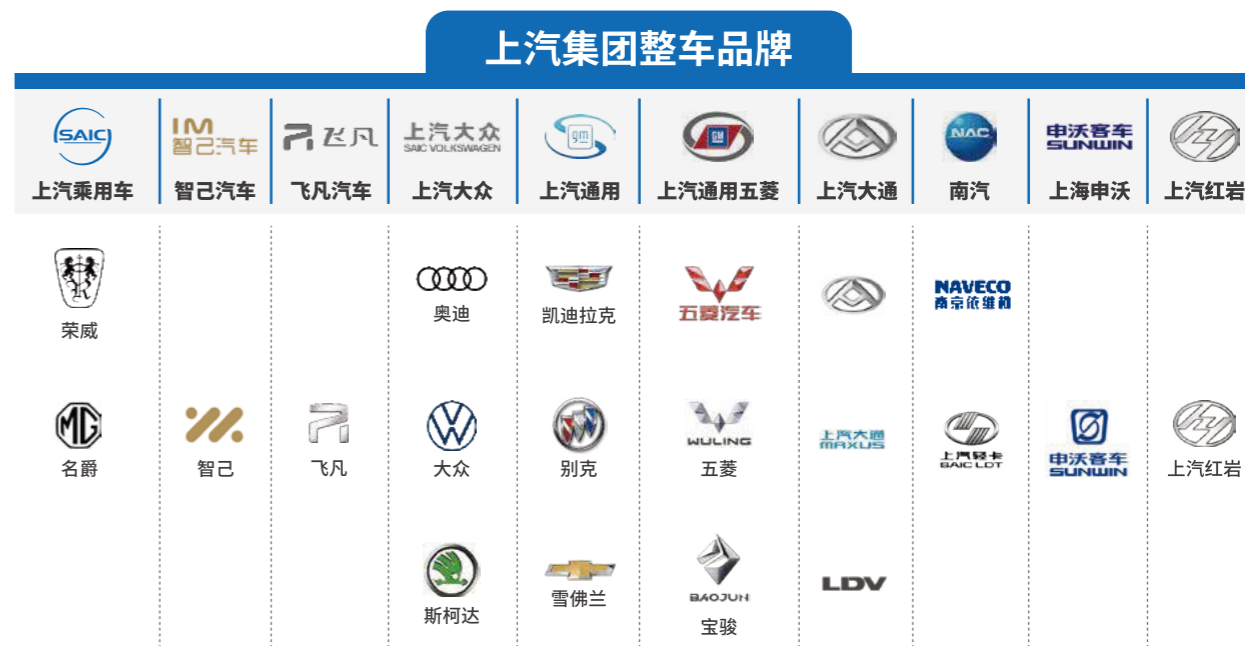 上汽集团整车品牌
SAIC
上汽乘用车
IM
智己汽车
智己汽车
飞凡
飞凡汽车
上汽大众
SAIC VOLKSWAGEN
上汽大众
gm
上汽通用
GM
上汽通用五菱
上汽大通
NAC
南汽
申沃客车
SUNWIN
上海申沃
上汽红岩
荣威
奥迪
凯迪拉克
五菱汽车
NAVECO
南京依维柯
MG
名爵
智己
飞凡
大众
别克
WULING
五菱
上汽大通
MAXUS
上汽轻卡
SAIC LDT
申沃客车
SUNWIN
上汽红岩
斯柯达
雪佛兰
BAOJUN
宝骏
LDV